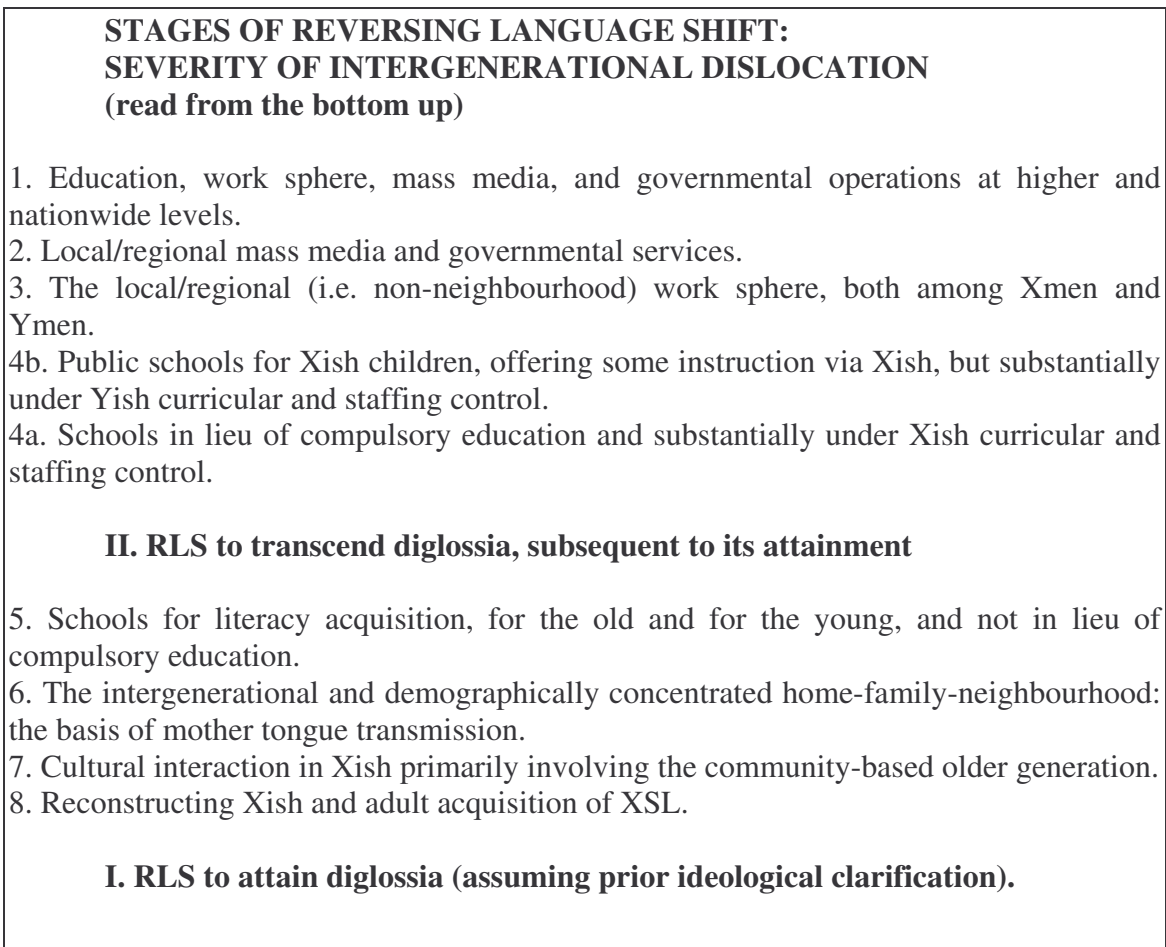 STAGES OF REVERSING LANGUAGE SHIFT:
SEVERITY OF INTERGENERATIONAL DISLOCATION
(read from the bottom up)
1. Education, work sphere, mass media, and governmental operations at higher and
nationwide levels.
2. Local/regional mass media and governmental services.
3. The local/regional (i.e. non-neighbourhood) work sphere, both among Xmen and
Ymen.
4b. Public schools for Xish children, offering some instruction via Xish, but substantially
under Yish curricular and staffing control.
4a. Schools in lieu of compulsory education and substantially under Xish curricular and
staffing control.
II. RLS to transcend diglossia, subsequent to its attainment
5. Schools for literacy acquisition, for the old and for the young, and not in lieu of
compulsory education.
6. The intergenerational and demographically concentrated home-family-neighbourhood:
the basis of mother tongue transmission.
7. Cultural interaction in Xish primarily involving the community-based older generation.
8. Reconstructing Xish and adult acquisition of XSL.
I. RLS to attain diglossia (assuming prior ideological clarification).